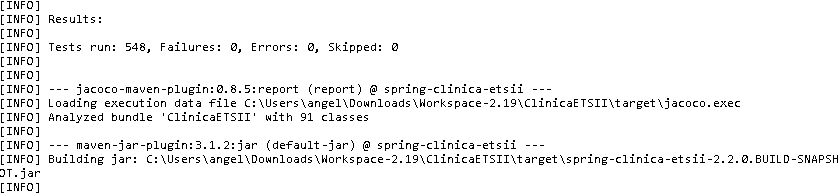 [INFO]
[INFO] Results:
[INFO]
[INFO] Tests run: 548, Failures: 0, Errors: 0, Skipped: 0
[INFO]
[INFO]
[INFO] --- jacoco-maven-plugin:0.8.5:report (report) @ spring-clinica-etsii ---
[INFO] Loading execution data file C:\Users\angel\Downloads\Workspace-2.19\ClinicaETSII\target\jacoco.exec
[INFO] Analyzed bundle 'ClinicaETSII' with 91 classes
[INFO]
[INFO] --- maven-jar-plugin:3.1.2:jar (default-jar) @ spring-clinica-etsii ---
[INFO] Building jar: C:\Users\angel\Downloads\Workspace-2.19\ClinicaETSII\target\spring-clinica-etsii-2.2.0.BUILD-SNAPSH
OT.jar
[INFO]